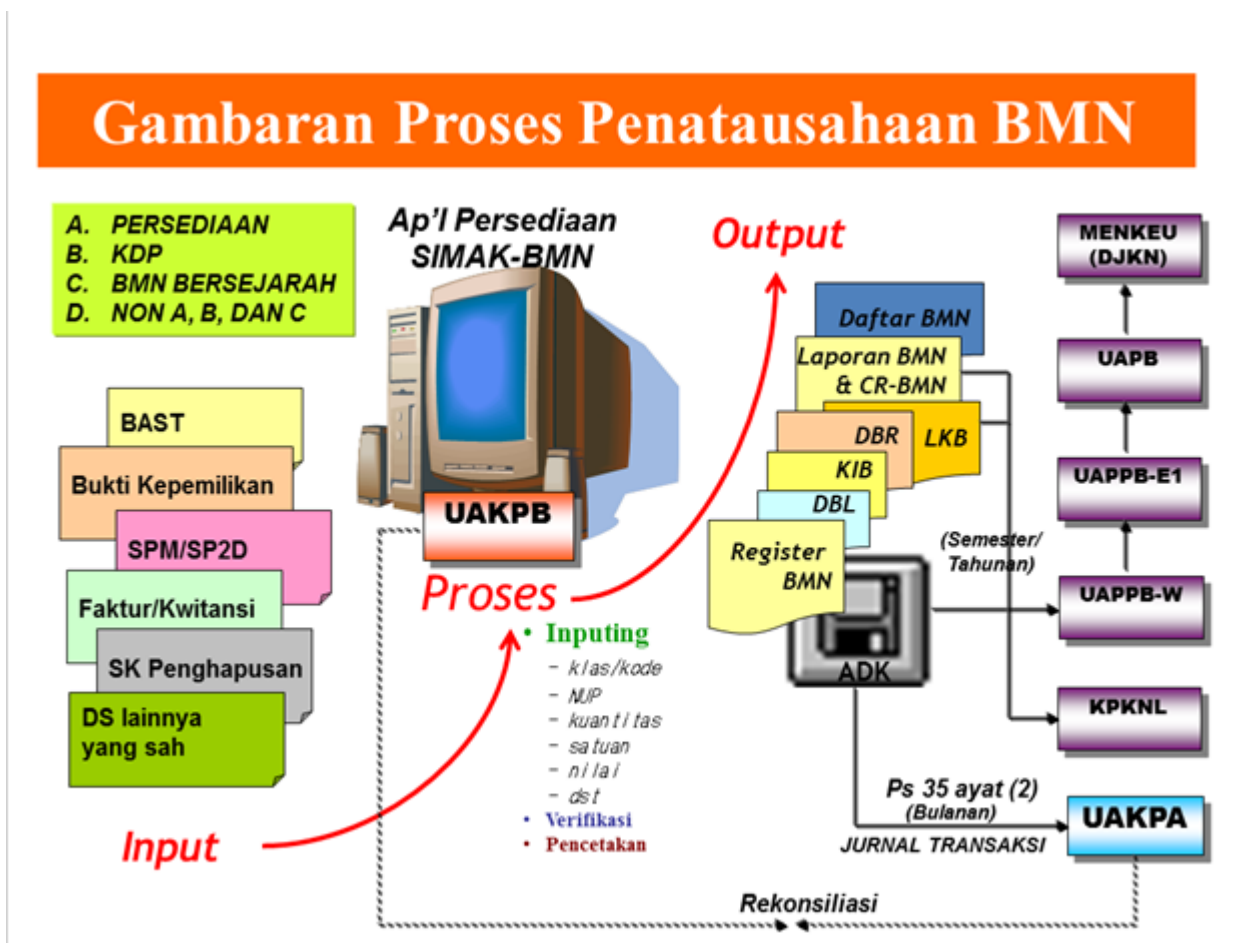 Gambaran Proses Penatausahaan BMN
A. PERSEDIAAN
B. KDP
C. BMN BERSEJARAH
D. NON A, B, DAN C
BAST
Bukti Kepemilikan
SPM/SP2D
Faktur/Kwitansi
SK Penghapusan
DS lainnya
yang sah
Input
Ap'l Persediaan
SIMAK-BMN
UAKPB
Proses
• Inputing
– klas/kode
– NUP
– kuantitas
– satuan
– nilai
– dst
• Verifikasi
• Pencetakan
Output
Daftar BMN
Laporan BMN
& CR-BMN
DBR
LKB
KIB
DBL
Register
BMN
ADK
(Semester/
Tahunan)
Ps 35 ayat (2)
(Bulanan)
JURNAL TRANSAKSI
MENKEU
(DJKN)
UAPB
UAPPB-E1
UAPPB-W
KPKNL
UAKPA
Rekonsiliasi